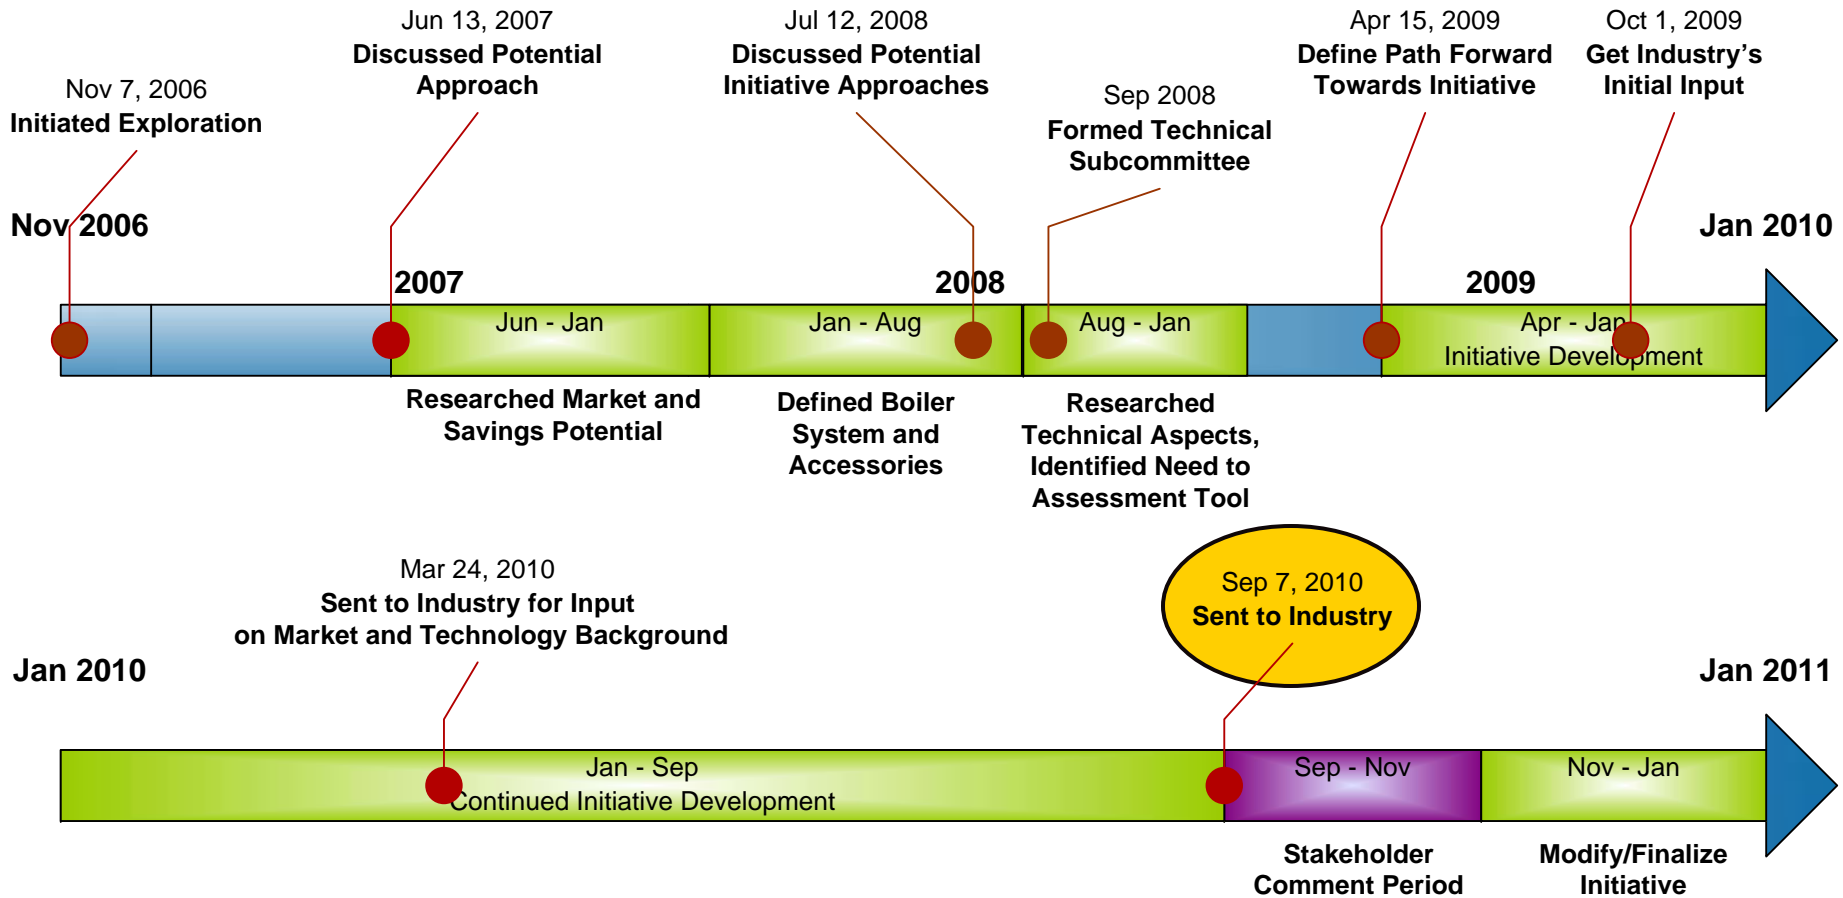 Nov 7, 2006
Initiated Exploration
Jun 13, 2007
Discussed Potential
Approach
Jul 12, 2008
Discussed Potential
Initiative Approaches
Sep 2008
Formed Technical
Subcommittee
Apr 15, 2009
Define Path Forward
Towards Initiative
Oct 1, 2009
Get Industry’s
Initial Input
Nov 2006
Jan 2010
2007
2008
2009
Jun - Jan
Jan - Aug
Aug - Jan
Apr - Jan
Initiative Development
Researched Market and
Savings Potential
Defined Boiler
System and
Accessories
Researched
Technical Aspects,
Identified Need to
Assessment Tool
Mar 24, 2010
Sent to Industry for Input
on Market and Technology Background
Sep 7, 2010
Sent to Industry
Jan 2010
Jan 2011
Jan - Sep
Continued Initiative Development
Sep - Nov
Nov - Jan
Stakeholder
Comment Period
Modify/Finalize
Initiative